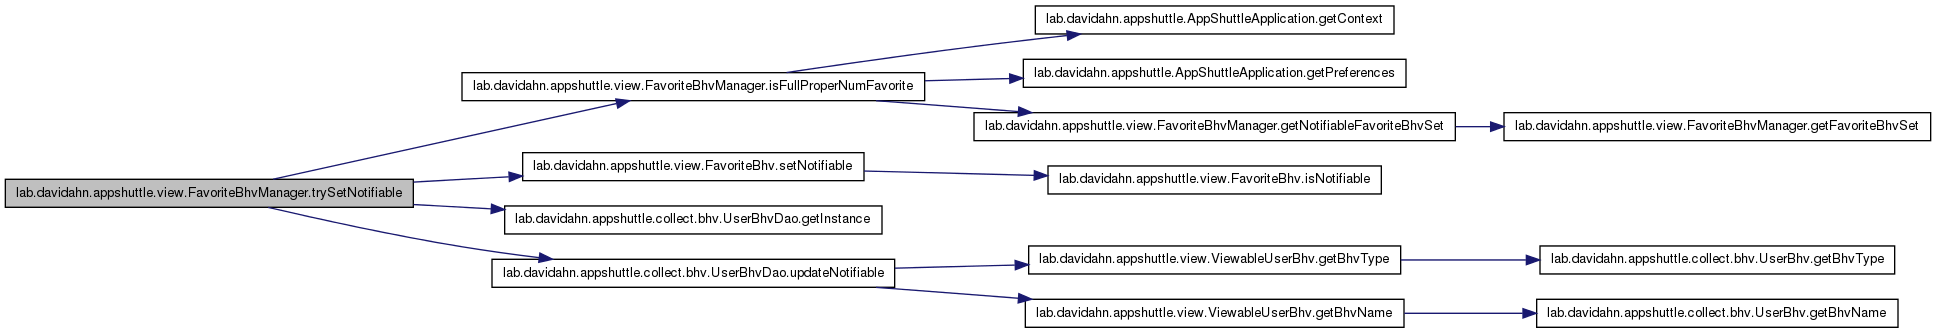 lab.davidahn.appshuttle.AppShuttleApplication.getContext
lab.davidahn.appshuttle.view.FavoriteBhvManager.isFullProperNumFavorite
lab.davidahn.appshuttle.AppShuttleApplication.getPreferences
lab.davidahn.appshuttle.view.FavoriteBhvManager.getNotifiableFavoriteBhvSet
lab.davidahn.appshuttle.view.FavoriteBhvManager.getFavoriteBhvSet
lab.davidahn.appshuttle.view.FavoriteBhv.setNotifiable
lab.davidahn.appshuttle.view.FavoriteBhv.isNotifiable
lab.davidahn.appshuttle.view.FavoriteBhvManager.trySetNotifiable
lab.davidahn.appshuttle.collect.bhv.UserBhvDao.getInstance
lab.davidahn.appshuttle.collect.bhv.UserBhvDao.updateNotifiable
lab.davidahn.appshuttle.view.ViewableUserBhv.getBhvType
lab.davidahn.appshuttle.collect.bhv.UserBhv.getBhvType
lab.davidahn.appshuttle.view.ViewableUserBhv.getBhvName
lab.davidahn.appshuttle.collect.bhv.UserBhv.getBhvName